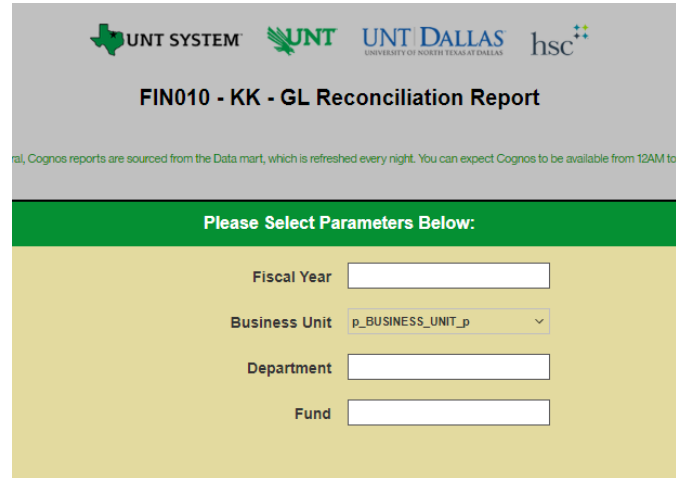 UNT SYSTEM UNT UNT DALLAS hsc
UNIVERSITY OF NORTH TEXAS AT DALLAS
FIN010 - KK - GL Reconciliation Report
ral, Cognos reports are sourced from the Data mart, which is refreshed every night. You can expect Cognos to be available from 12AM to
Please Select Parameters Below:
Fiscal Year
Business Unit p_BUSINESS_UNIT_p
Department
Fund